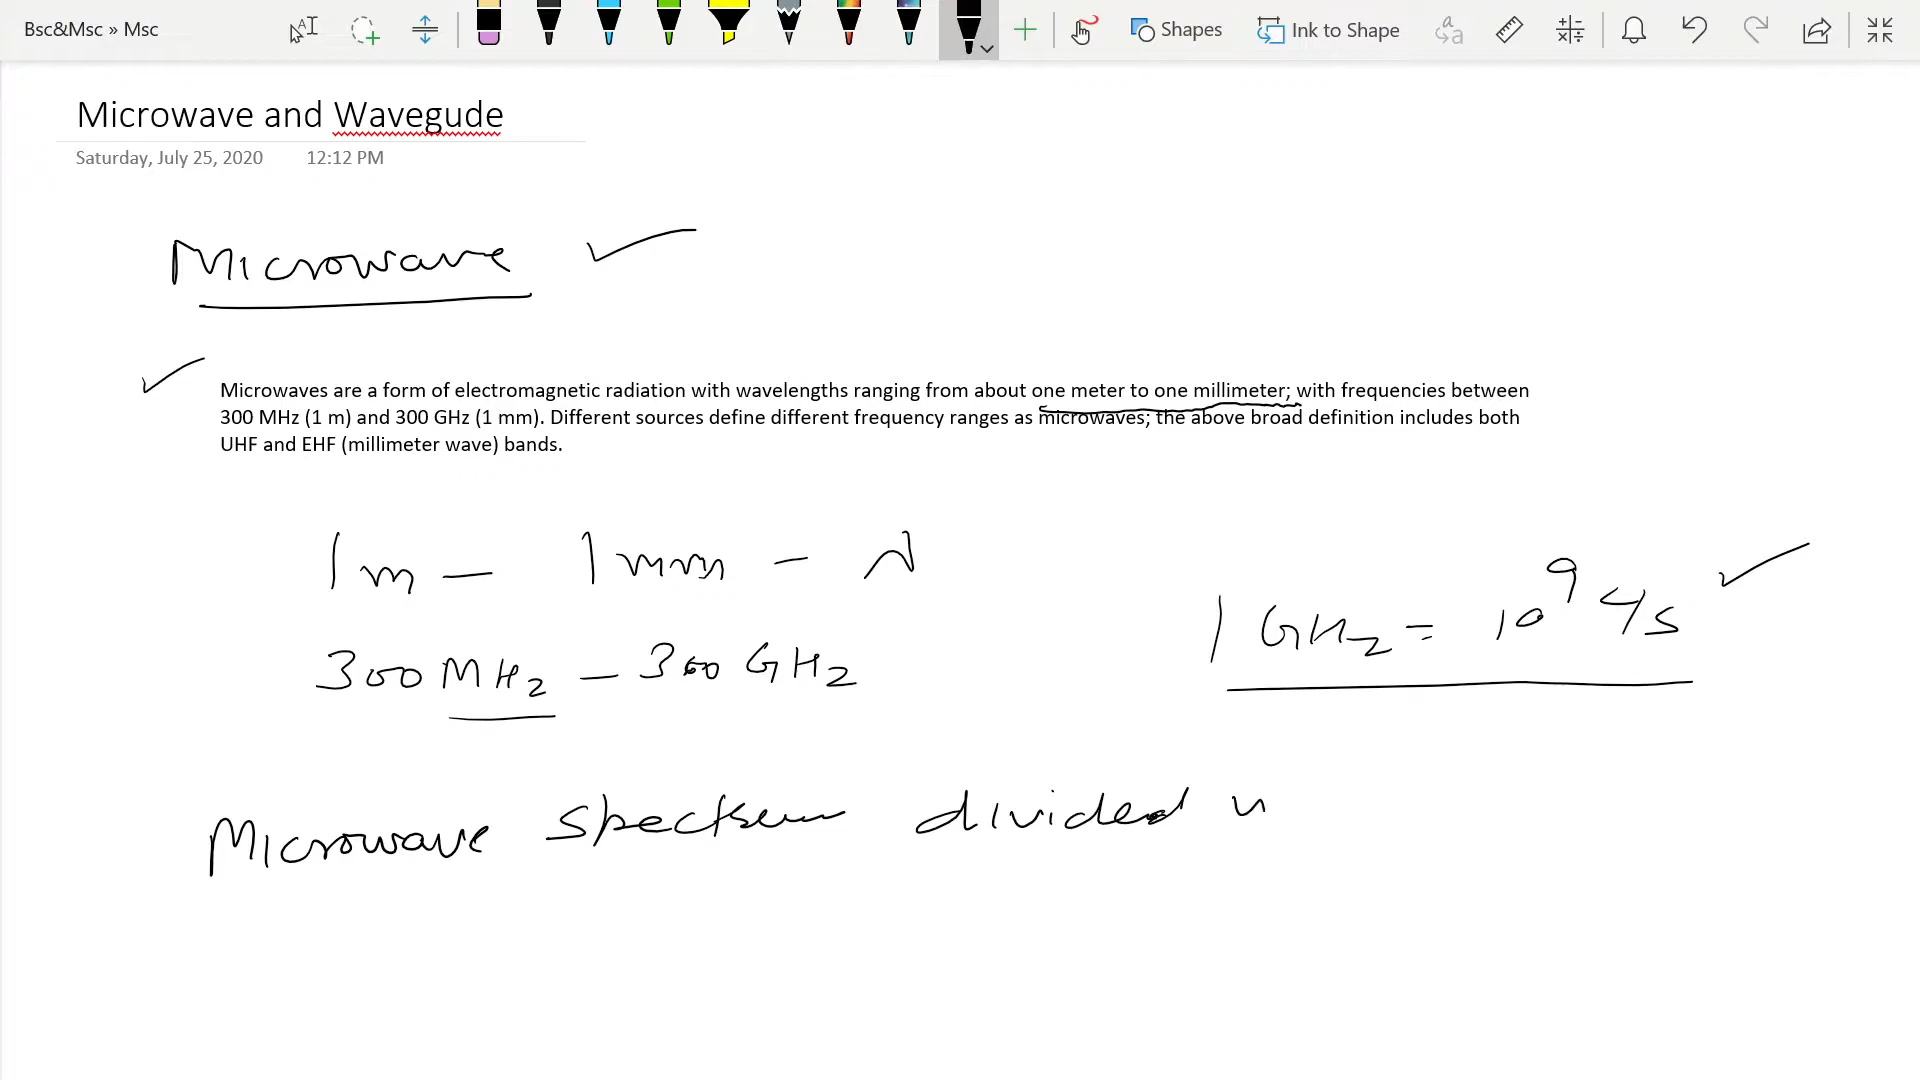 Bsc&Msc » Msc
Shapes
Ink to Shape
Microwave and Wavegude
Saturday, July 25, 2020 12:12 PM
Microwave
Microwaves are a form of electromagnetic radiation with wavelengths ranging from about one meter to one millimeter; with frequencies between
300 MHz (1 m) and 300 GHz (1 mm). Different sources define different frequency ranges as microwaves; the above broad definition includes both
UHF and EHF (millimeter wave) bands.
1m - 1mm - λ
1 GHz = 10⁹ c/s
300 MHz - 300 GHz
Microwave spectrum divided